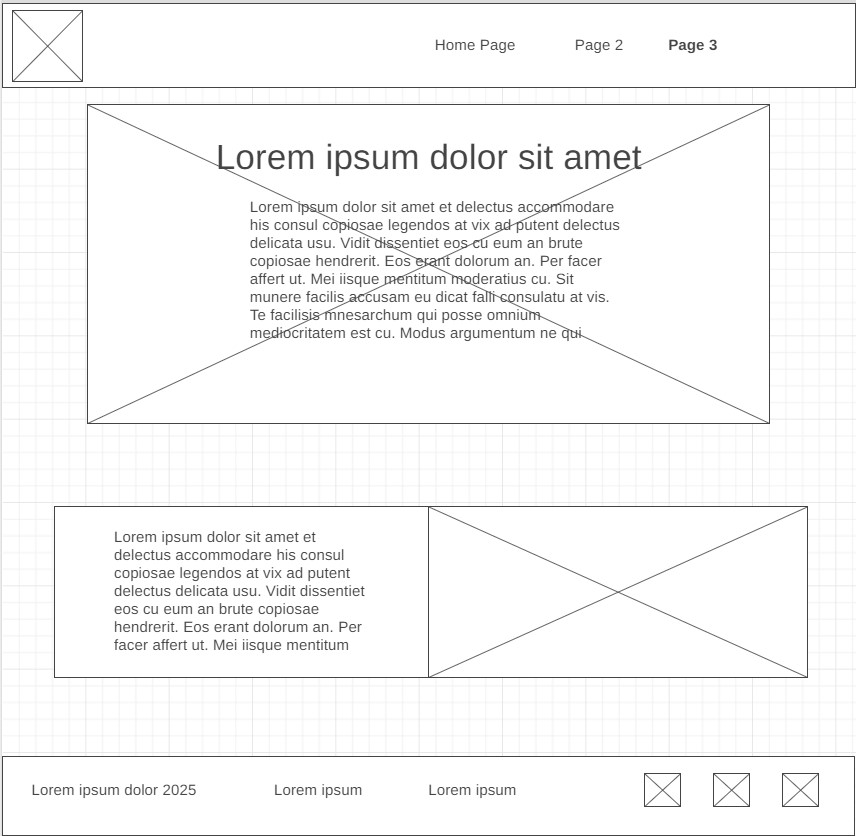 Home Page Page 2 Page 3
Lorem ipsum dolor sit amet
Lorem ipsum dolor sit amet et delectus accommodare
his consul copiosae legendos at vix ad putent delectus
delicata usu. Vidit dissentiet eos cu eum an brute
copiosae hendrerit. Eos erant dolorum an. Per facer
affert ut. Mei iisque mentitum moderatius cu. Sit
munere facilis accusam eu dicat falli consulatu at vis.
Te facilisis mnesarchum qui posse omnium
mediocritatem est cu. Modus argumentum ne qui
Lorem ipsum dolor sit amet et
delectus accommodare his consul
copiosae legendos at vix ad putent
delectus delicata usu. Vidit dissentiet
eos cu eum an brute copiosae
hendrerit. Eos erant dolorum an. Per
facer affert ut. Mei iisque mentitum
Lorem ipsum dolor 2025 Lorem ipsum Lorem ipsum